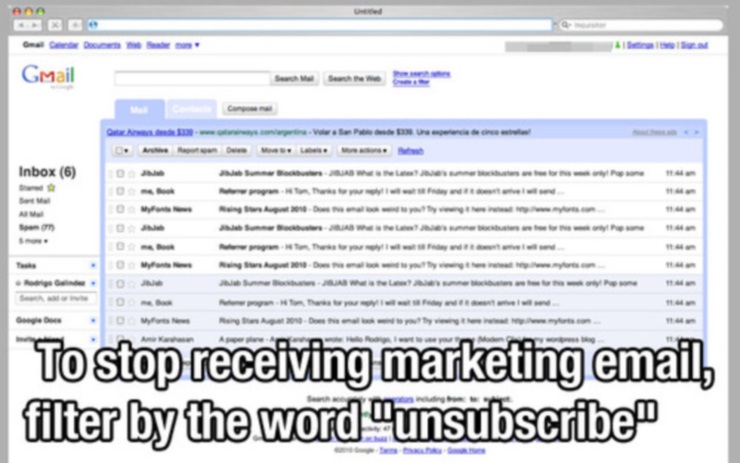 Untitled
Inquisitor
Gmail Calendar Documents Web Reader more ▼
Settings | Help | Sign out
Gmail
by Google
Search Mail
Search the Web
Show search options
Create a filter
Mail
Contacts
Compose mail
Qatar Airways desde $339 - www.qatarairways.com/argentina - Volar a San Pablo desde $339. Una experiencia de cinco estrellas!
About these ads
Archive Report spam Delete Move to ▼ Labels ▼ More actions ▼ Refresh
Inbox (6)
Starred
Sent Mail
All Mail
Spam (77)
5 more ▼
Tasks
Rodrigo Galindez
Search, add or invite
Google Docs
JibJab JibJab Summer Blockbusters - JIBJAB What is the Latest? JibJab's summer blockbusters are free for this week only! Pop some 11:44 am
me, Book Referrer program - Hi Tom, Thanks for your reply! I will wait till Friday and if it doesn't arrive I will send ... 11:44 am
MyFonts News Rising Stars August 2010 - Does this email look weird to you? Try viewing it here instead: http://www.myfonts.com ... 11:44 am
JibJab JibJab Summer Blockbusters - JIBJAB What is the Latest? JibJab's summer blockbusters are free for this week only! Pop some 11:44 am
me, Book Referrer program - Hi Tom, Thanks for your reply! I will wait till Friday and if it doesn't arrive I will send ... 11:44 am
MyFonts News Rising Stars August 2010 - Does this email look weird to you? Try viewing it here instead: http://www.myfonts.com ... 11:44 am
JibJab JibJab Summer Blockbusters - JIBJAB What is the Latest? JibJab's summer blockbusters are free for this week only! Pop some 11:44 am
me, Book Referrer program - Hi Tom, Thanks for your reply! I will wait till Friday and if it doesn't arrive I will send ... 11:44 am
MyFonts News Rising Stars August 2010 - Does this email look weird to you? Try viewing it here instead: http://www.myfonts.com ... 11:44 am
Amir Karahasan A paper plane - Amir Karahasan wrote: Hello Rodrigo, I want to use your wordpress blog ...
To stop receiving marketing email,
filter by the word "unsubscribe"
including from: to: subject:
©2010 Google - Terms - Privacy Policy - Google Home